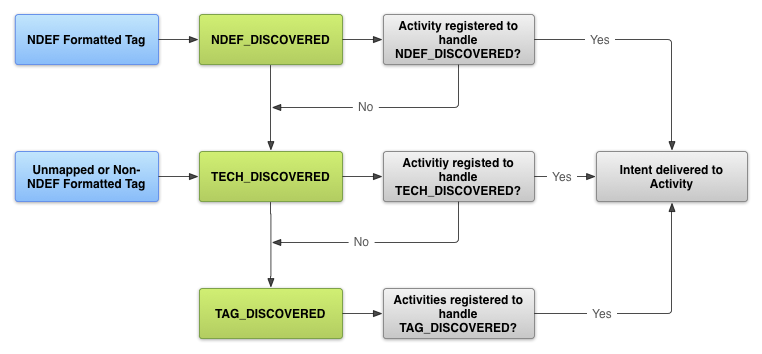 NDEF Formatted Tag
NDEF_DISCOVERED
Activity registered to
handle
NDEF_DISCOVERED?
Yes
No
Unmapped or Non-
NDEF Formatted Tag
TECH_DISCOVERED
Activitiy registed to
handle
TECH_DISCOVERED?
Yes
Intent delivered to
Activity
No
TAG_DISCOVERED
Activities registered to
handle
TAG_DISCOVERED?
Yes